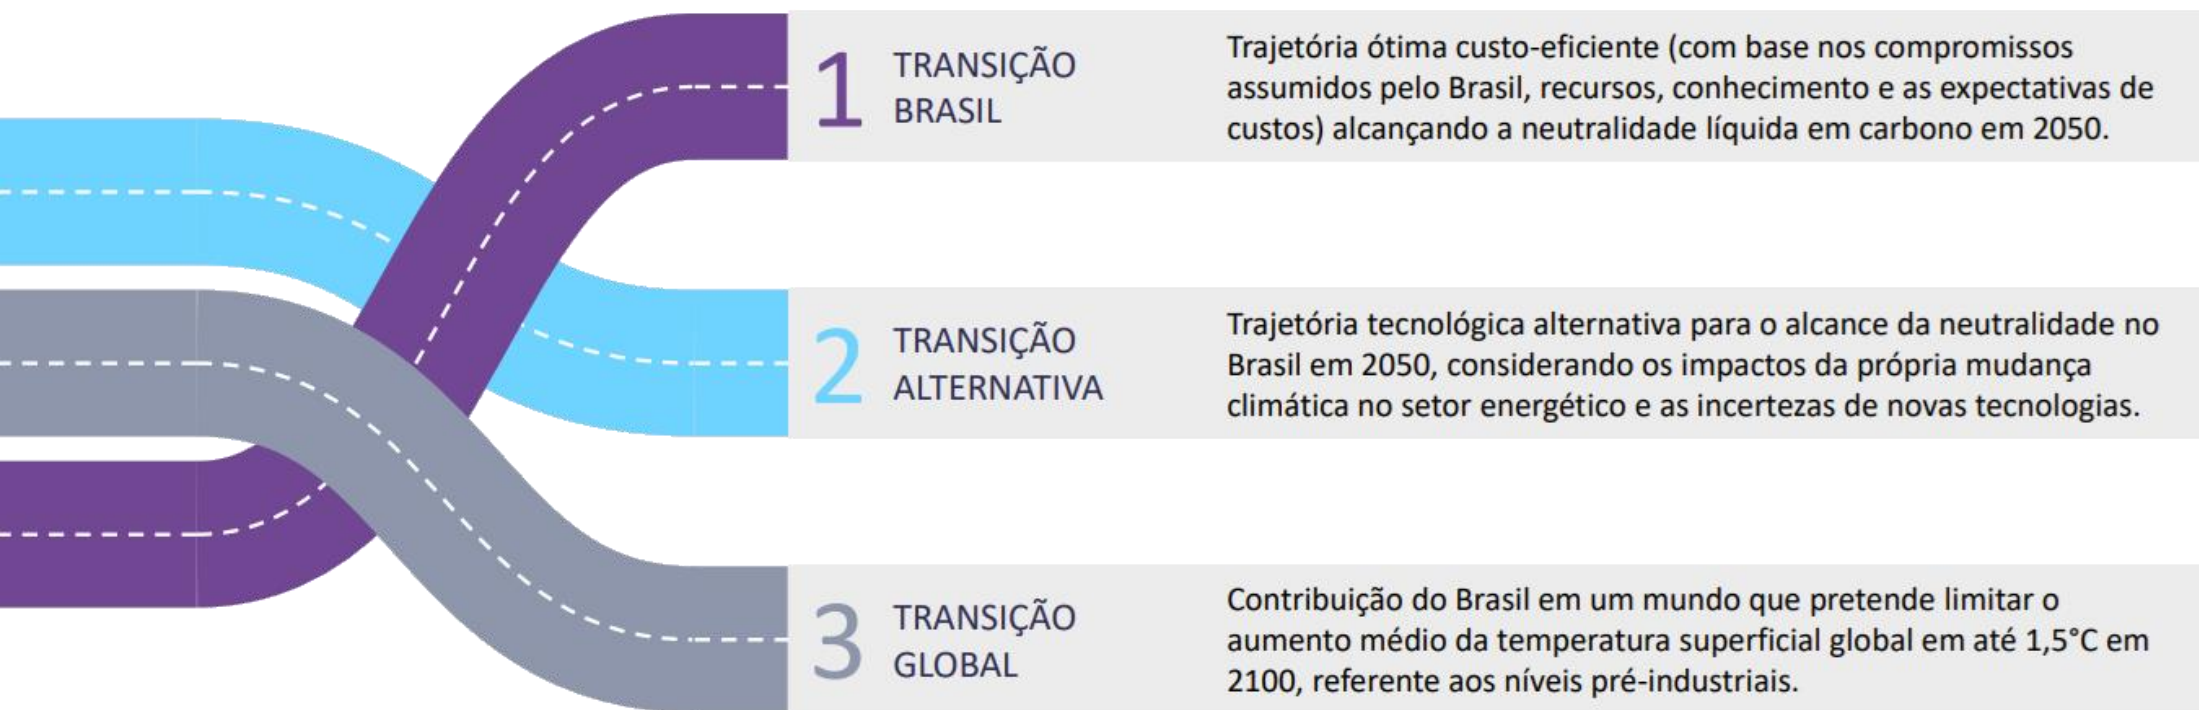 1
TRANSIÇÃO
BRASIL
Trajetória ótima custo-eficiente (com base nos compromissos
assumidos pelo Brasil, recursos, conhecimento e as expectativas de
custos) alcançando a neutralidade líquida em carbono em 2050.
2
TRANSIÇÃO
ALTERNATIVA
Trajetória tecnológica alternativa para o alcance da neutralidade no
Brasil em 2050, considerando os impactos da própria mudança
climática no setor energético e as incertezas de novas tecnologias.
3
TRANSIÇÃO
GLOBAL
Contribuição do Brasil em um mundo que pretende limitar o
aumento médio da temperatura superficial global em até 1,5°C em
2100, referente aos níveis pré-industriais.